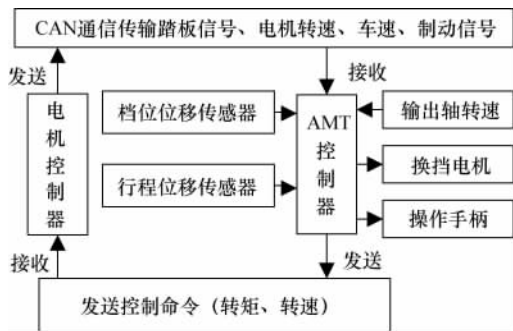 CAN通信传输踏板信号、电机转速、车速、制动信号
发送
接收
电机控制器
档位位移传感器
AMT控制器
输出轴转速
换挡电机
行程位移传感器
操作手柄
接收
发送
发送控制命令（转矩、转速）